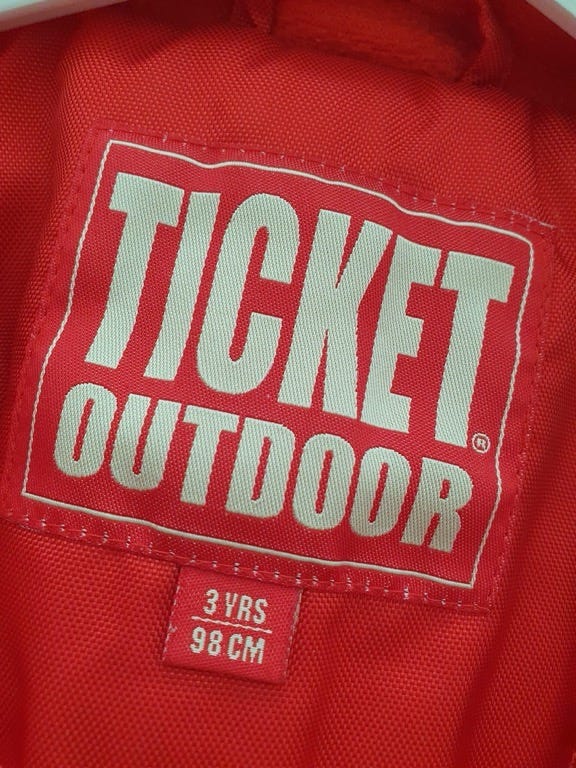 TICKET
OUTDOOR
®
3 YRS
98 CM